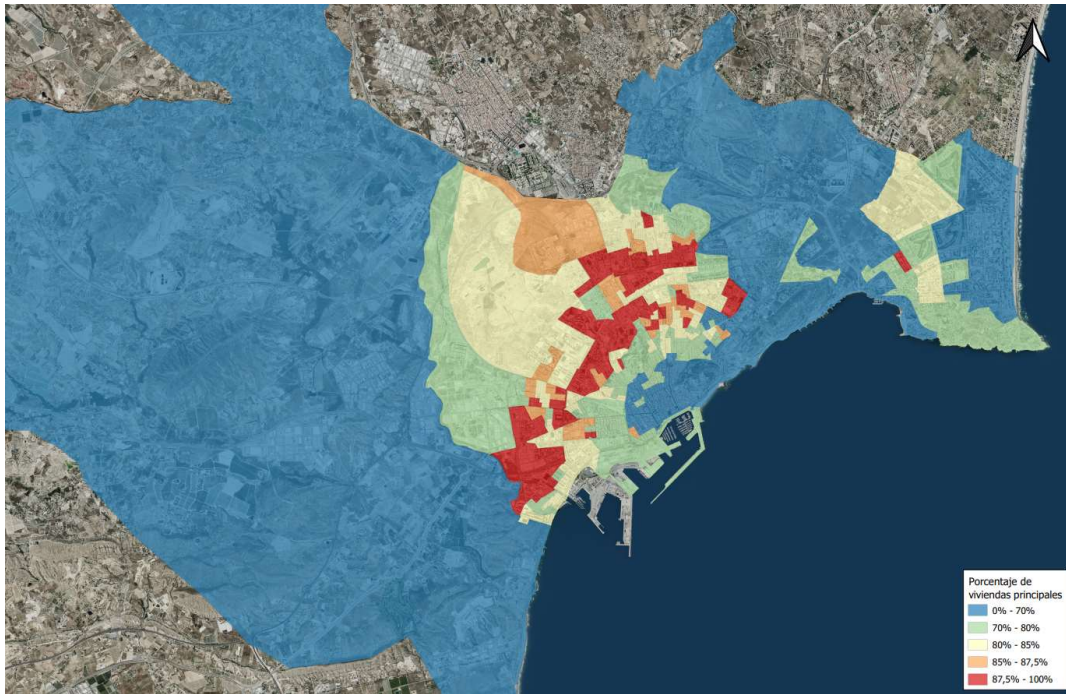 Porcentaje de
viviendas principales
0% - 70%
70% - 80%
80% - 85%
85% - 87,5%
87,5% - 100%